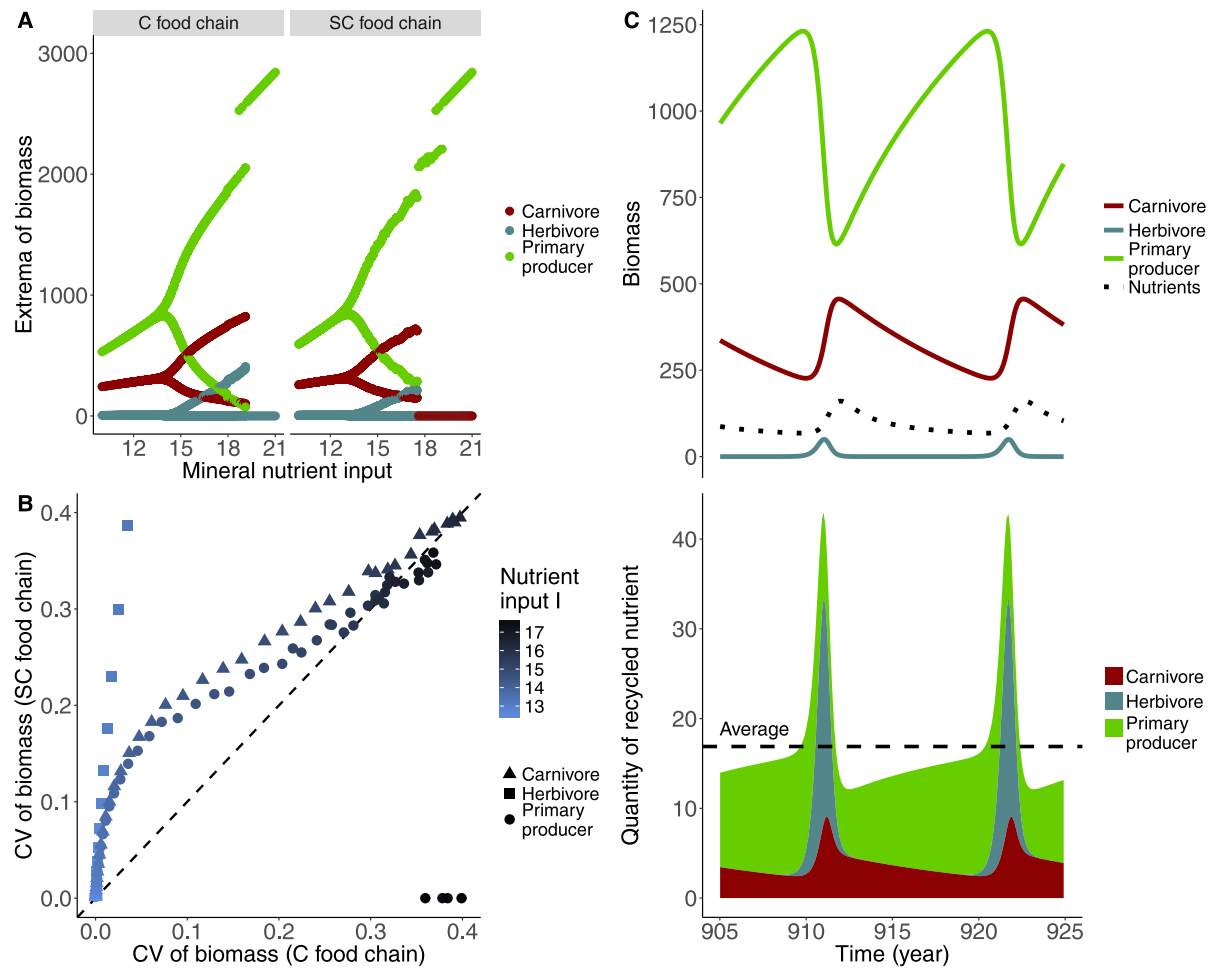 A
C food chain
SC food chain
Extrema of biomass
3000
2000
1000
0
12
15
18
21
12
15
18
21
Mineral nutrient input
Carnivore
Herbivore
Primary
producer
B
CV of biomass (SC food chain)
0.4
0.3
0.2
0.1
0.0
0.0
0.1
0.2
0.3
0.4
CV of biomass (C food chain)
Nutrient
input I
17
16
15
14
13
Carnivore
Herbivore
Primary
producer
C
Biomass
1250
1000
750
500
250
0
Carnivore
Herbivore
Primary
producer
Nutrients
Quantity of recycled nutrient
40
30
20
10
0
Average
905
910
915
920
925
Time (year)
Carnivore
Herbivore
Primary
producer